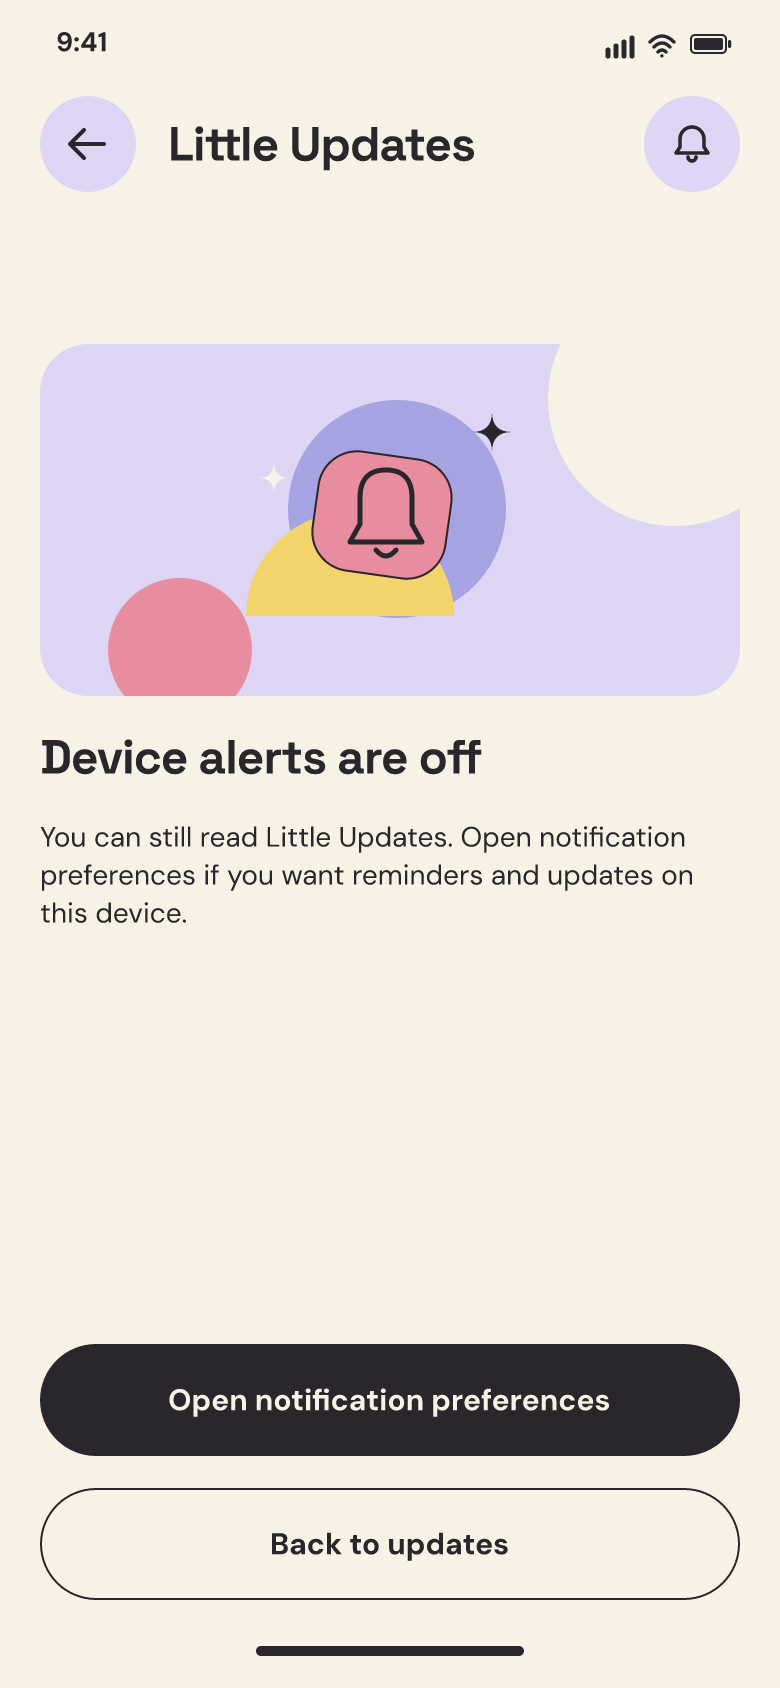 9:41
Little Updates
Device alerts are off
You can still read Little Updates. Open notification
preferences if you want reminders and updates on
this device.
Open notification preferences
Back to updates